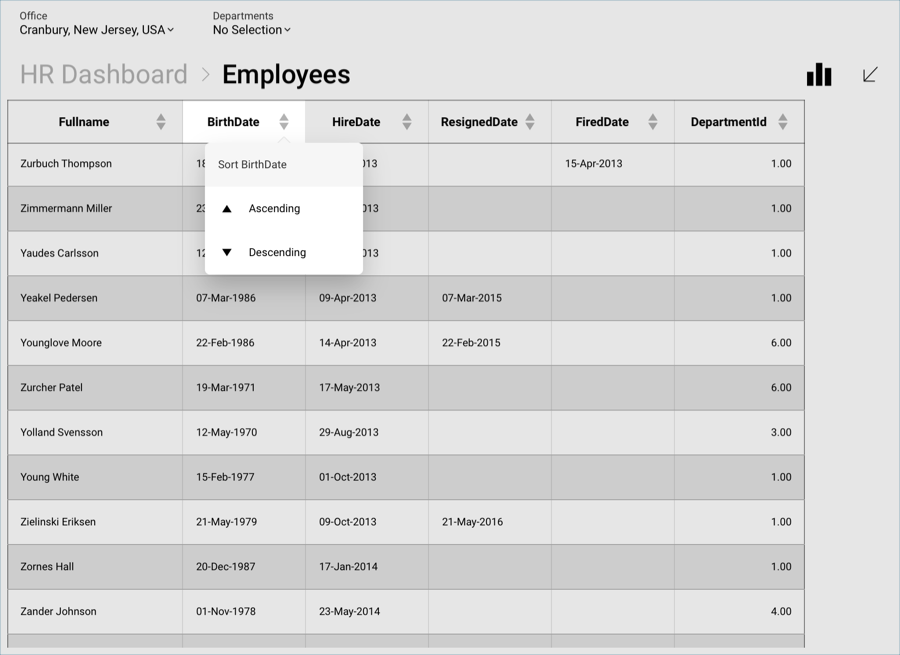 Office Departments
Cranbury, New Jersey, USA No Selection
HR Dashboard > Employees
Fullname BirthDate HireDate ResignedDate FiredDate DepartmentId
Zurbuch Thompson 18 013 15-Apr-2013 1.00
Sort BirthDate
Zimmermann Miller 23 013 1.00
Ascending
Yaudes Carlsson 12 013 1.00
Descending
Yeakel Pedersen 07-Mar-1986 09-Apr-2013 07-Mar-2015 1.00
Younglove Moore 22-Feb-1986 14-Apr-2013 22-Feb-2015 6.00
Zurcher Patel 19-Mar-1971 17-May-2013 6.00
Yolland Svensson 12-May-1970 29-Aug-2013 3.00
Young White 15-Feb-1977 01-Oct-2013 1.00
Zielinski Eriksen 21-May-1979 09-Oct-2013 21-May-2016 1.00
Zornes Hall 20-Dec-1987 17-Jan-2014 1.00
Zander Johnson 01-Nov-1978 23-May-2014 4.00